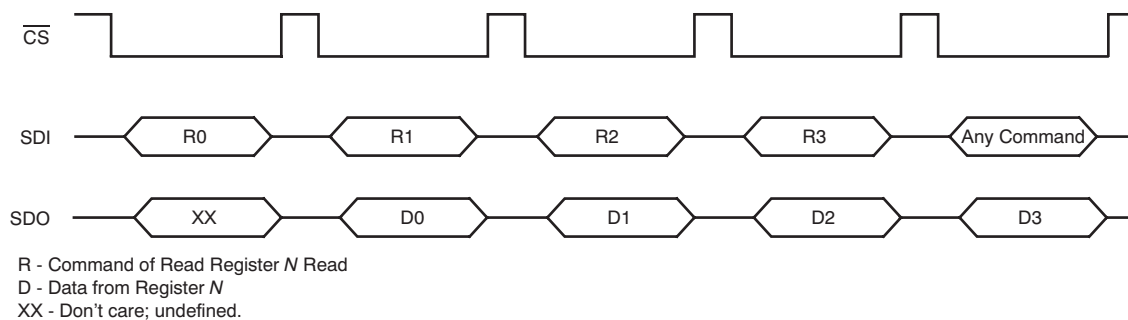 CS
SDI R0 R1 R2 R3 Any Command
SDO XX D0 D1 D2 D3
R - Command of Read Register N Read
D - Data from Register N
XX - Don't care; undefined.